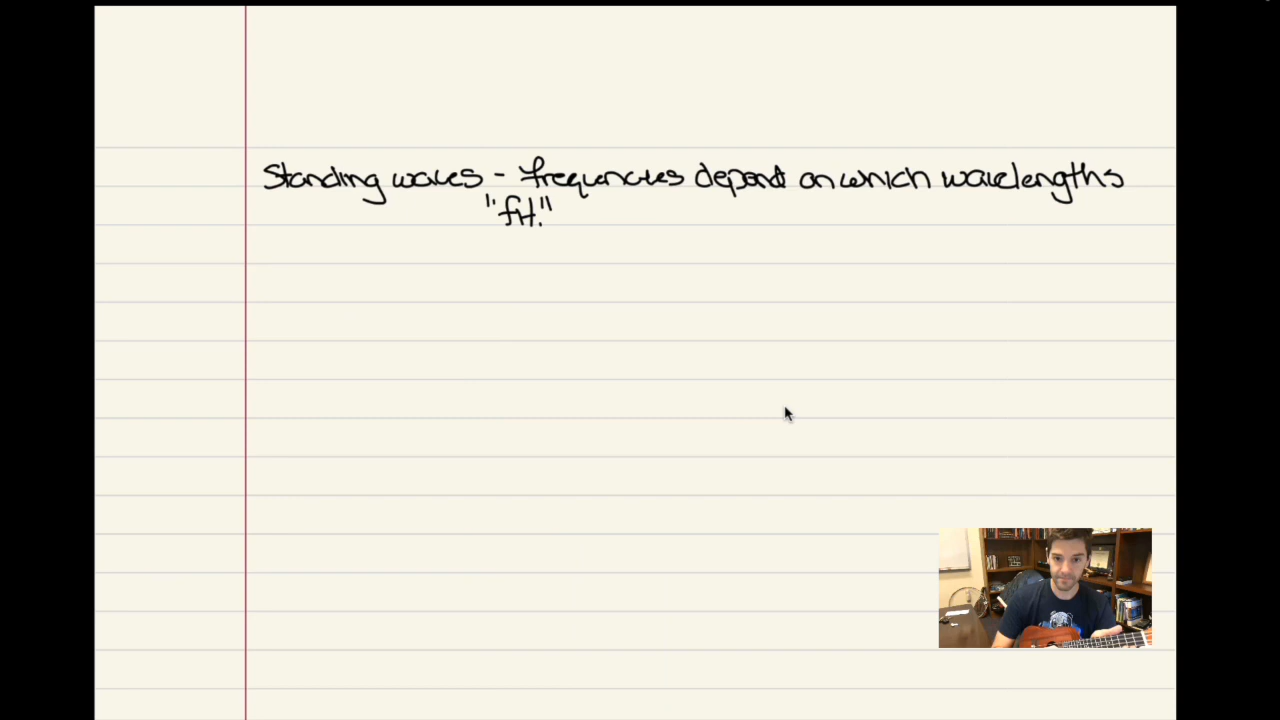 Standing waves - frequencies depend on which wavelengths
"fit."